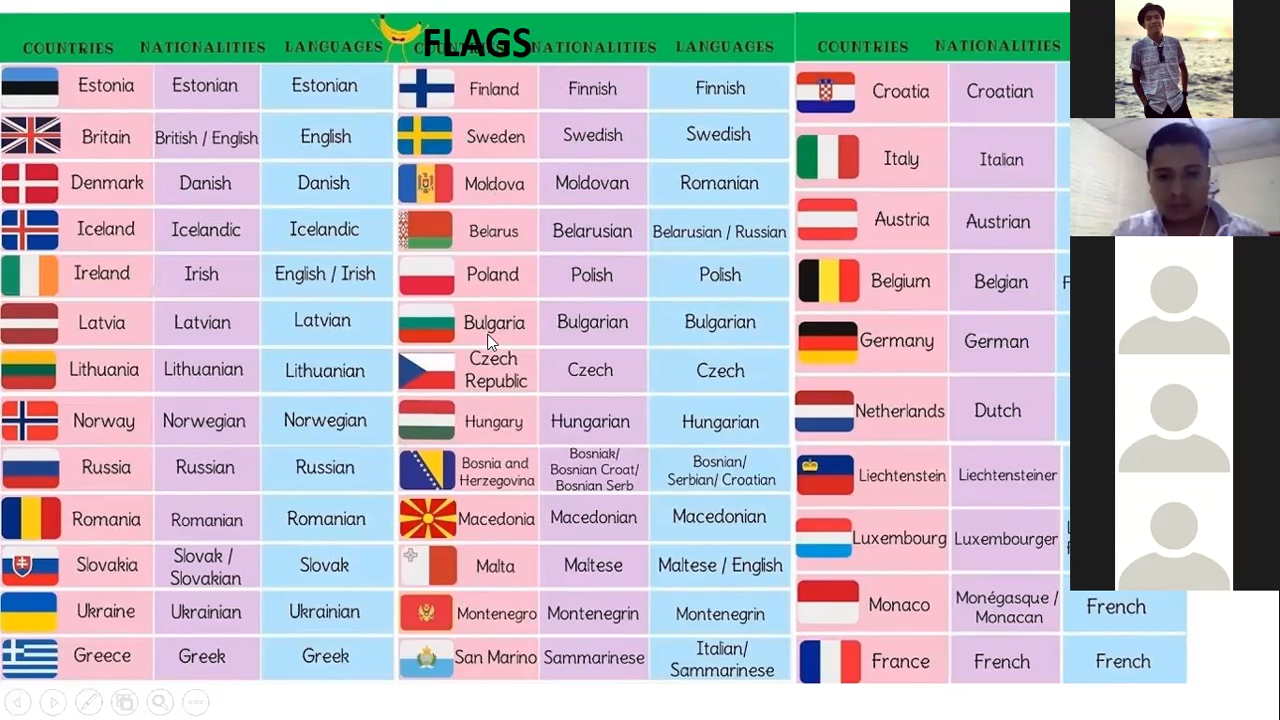 FLAGS
COUNTRIES NATIONALITIES LANGUAGES NATIONALITIES LANGUAGES COUNTRIES NATIONALITIES
Estonia Estonian Estonian Finland Finnish Finnish Croatia Croatian
Britain British / English English Sweden Swedish Swedish Italy Italian
Denmark Danish Danish Moldova Moldovan Romanian Austria Austrian
Iceland Icelandic Icelandic Belarus Belarusian Belarusian / Russian Belgium Belgian F
Ireland Irish English / Irish Poland Polish Polish Germany German
Latvia Latvian Latvian Bulgaria Bulgarian Bulgarian Netherlands Dutch
Lithuania Lithuanian Lithuanian Czech
Republic Czech Czech Liechtenstein Liechtensteiner
Norway Norwegian Norwegian Hungary Hungarian Hungarian Luxembourg Luxembourger
Russia Russian Russian Bosnia and
Herzegovina Bosniak/
Bosnian Croat/
Bosnian Serb Bosnian/
Serbian/ Croatian Monaco Monégasque /
Monacan French
Romania Romanian Romanian Macedonia Macedonian Macedonian France French French
Slovakia Slovak /
Slovakian Slovak Malta Maltese Maltese / English
Ukraine Ukrainian Ukrainian Montenegro Montenegrin Montenegrin
Greece Greek Greek San Marino Sammarinese Italian/
Sammarinese